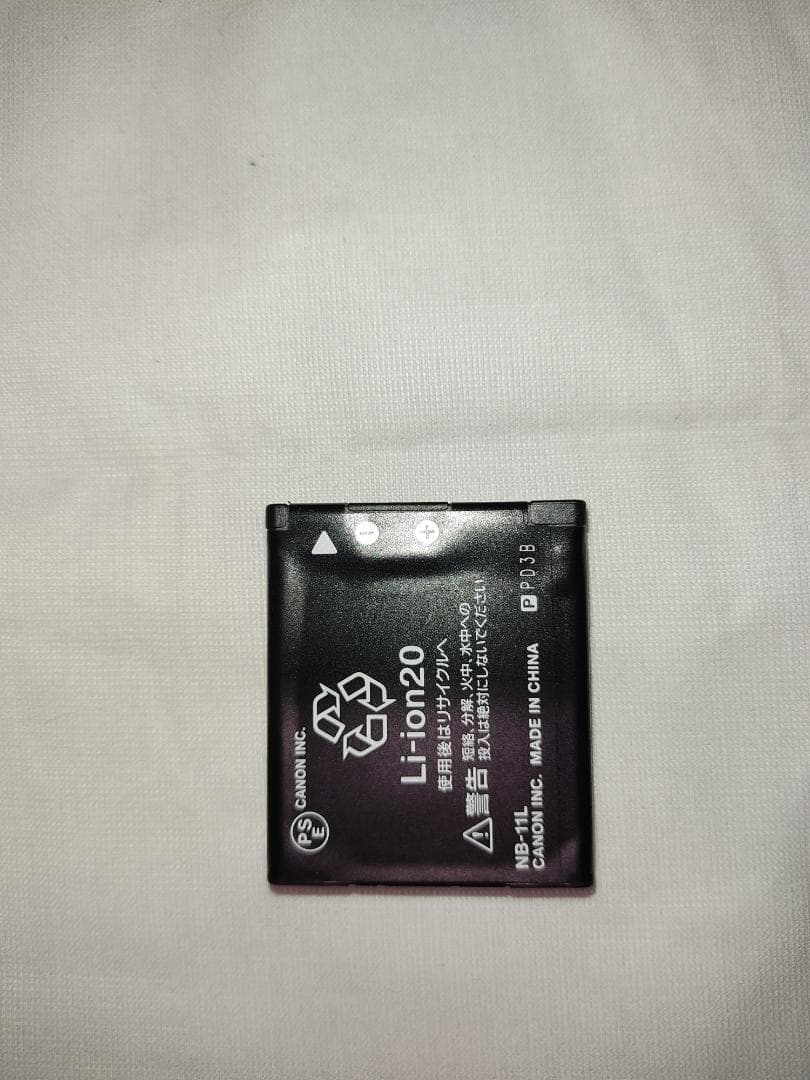 PSE CANON INC.
Li-ion20
使用後はリサイクルへ
警告 短絡、分解、火中、水中への
投入は絶対にしないでください
NB-11L
CANON INC. MADE IN CHINA P PD3B